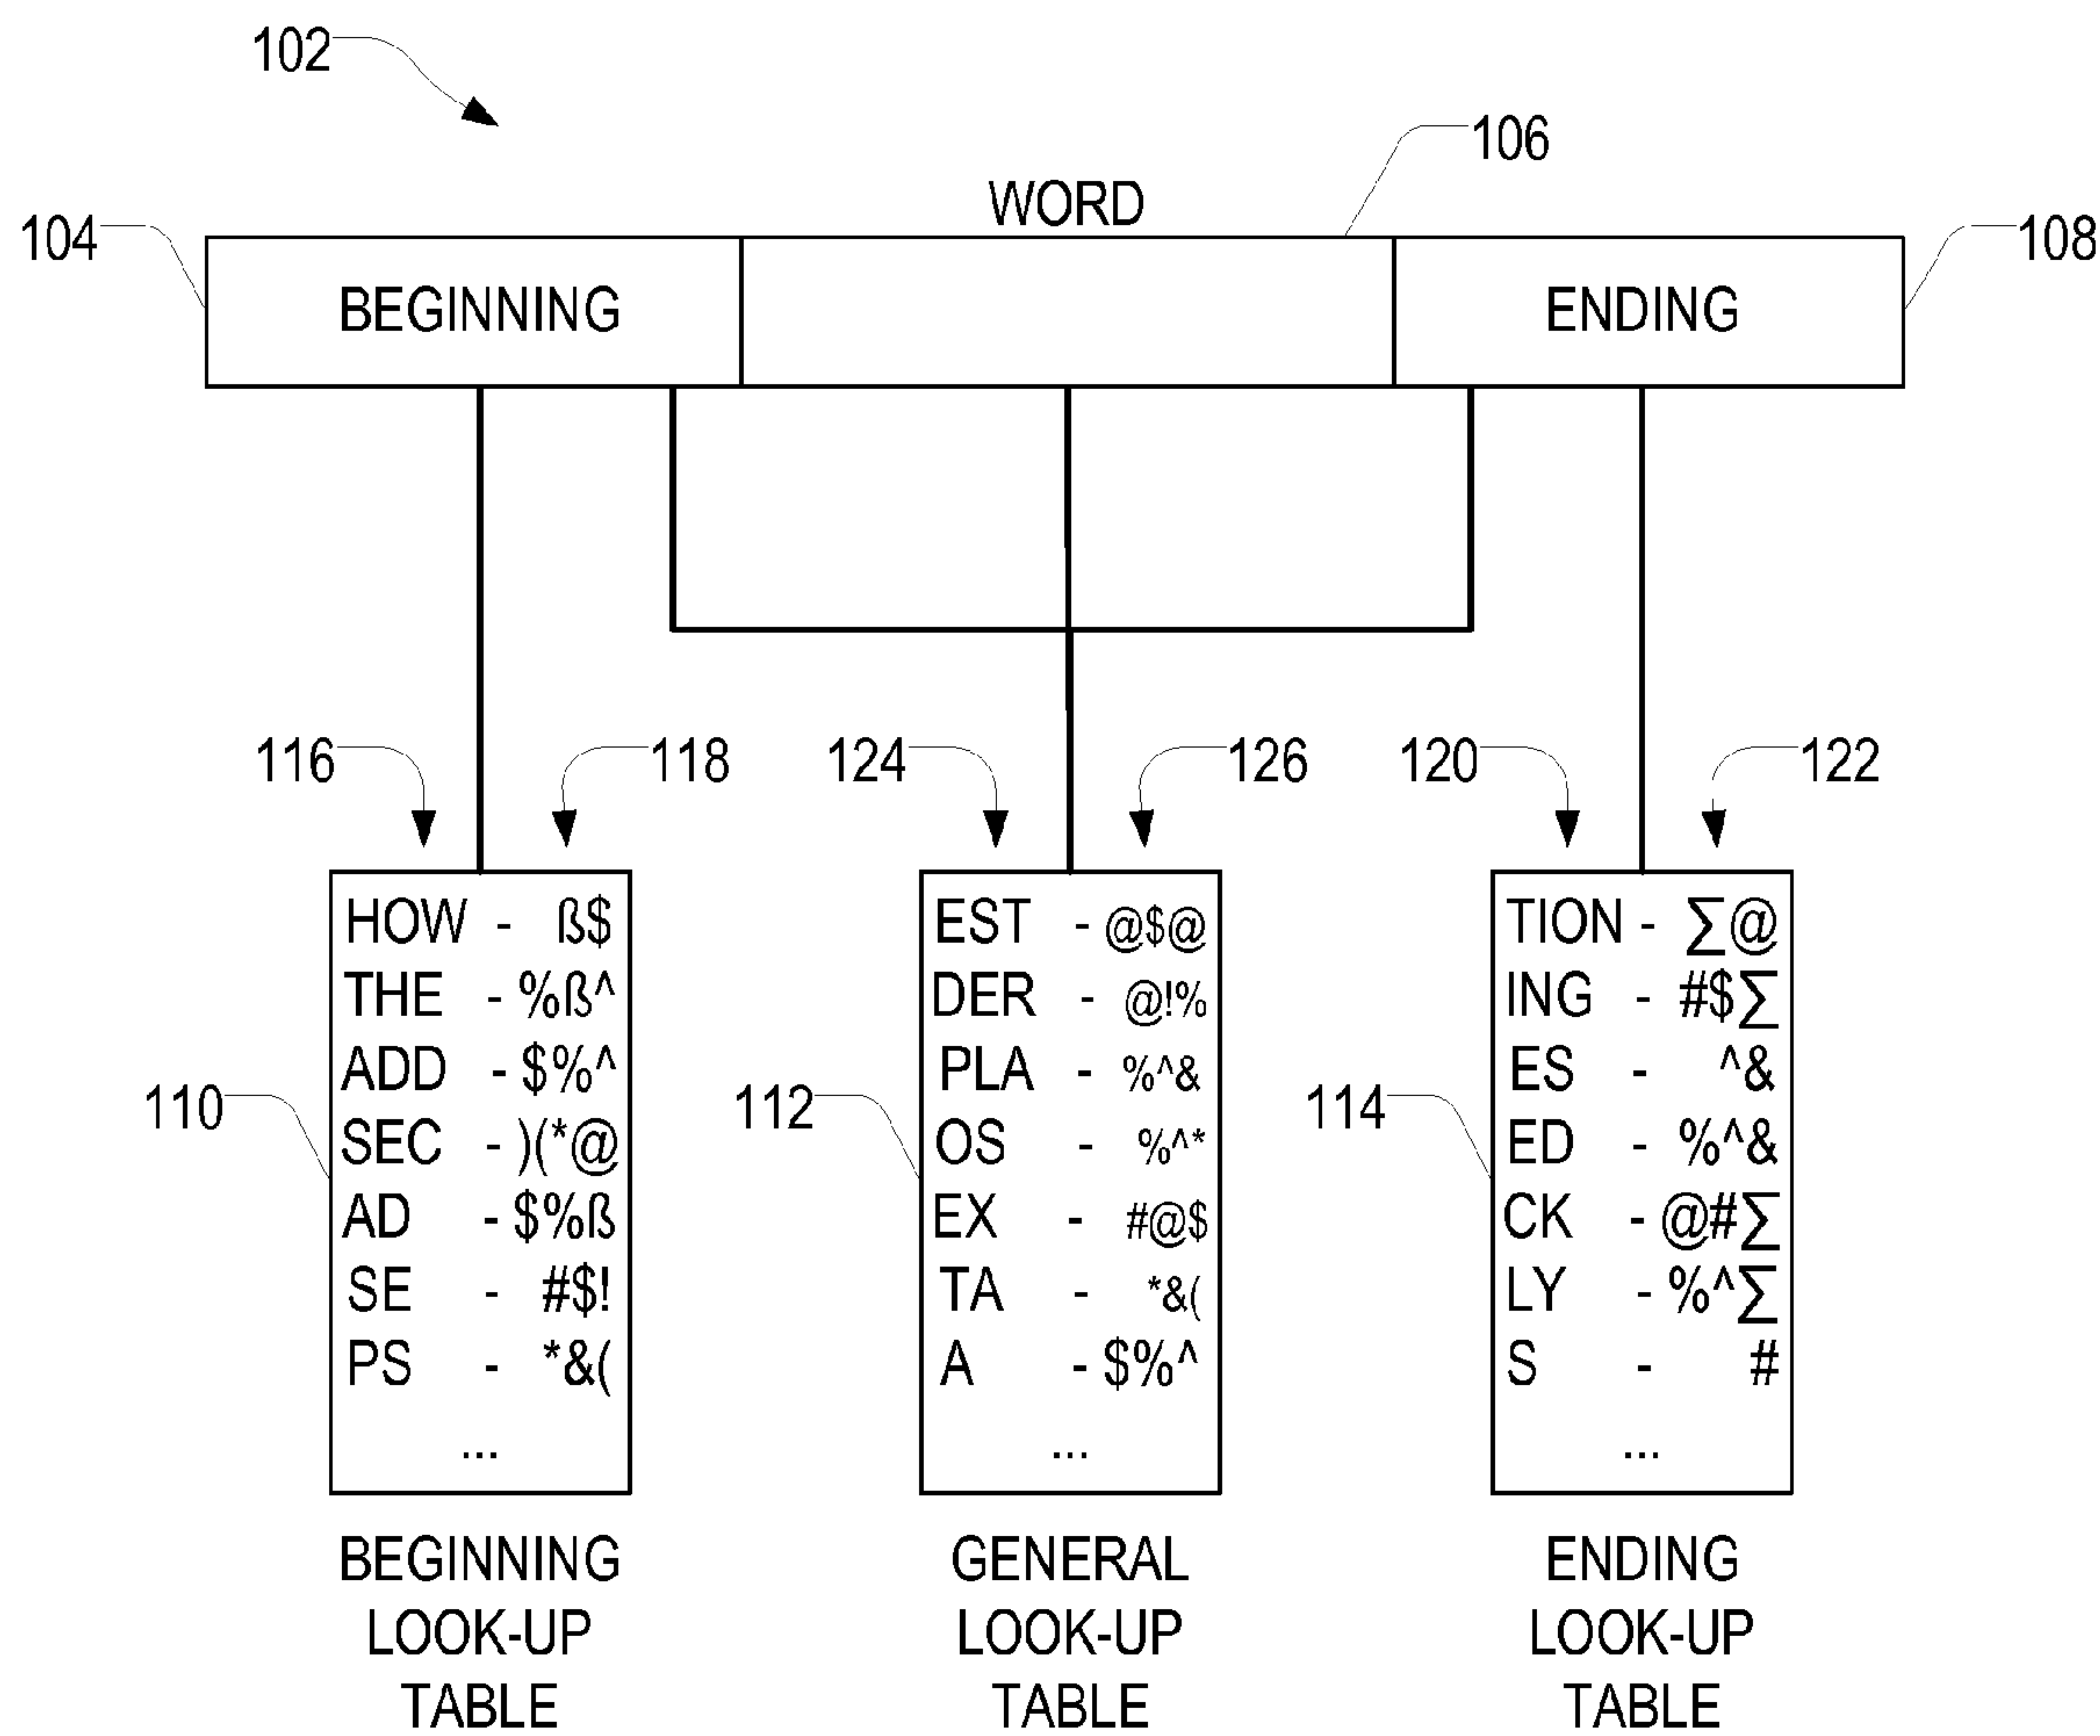 102
106
WORD
104
108
BEGINNING
ENDING
116
118
124
126
120
122
HOW - ß$
THE - %ß^
ADD - $%^
SEC - )(*@
AD - $%ß
SE - #$!
PS - *&(
...
110
EST - @$@
DER - @!%
PLA - %^&
OS - %^*
EX - #@$
TA - *&(
A - $%^
...
112
TION - ∑@
ING - #$∑
ES - ^&
ED - %^&
CK - @#∑
LY - %^∑
S - #
...
114
BEGINNING
LOOK-UP
TABLE
GENERAL
LOOK-UP
TABLE
ENDING
LOOK-UP
TABLE